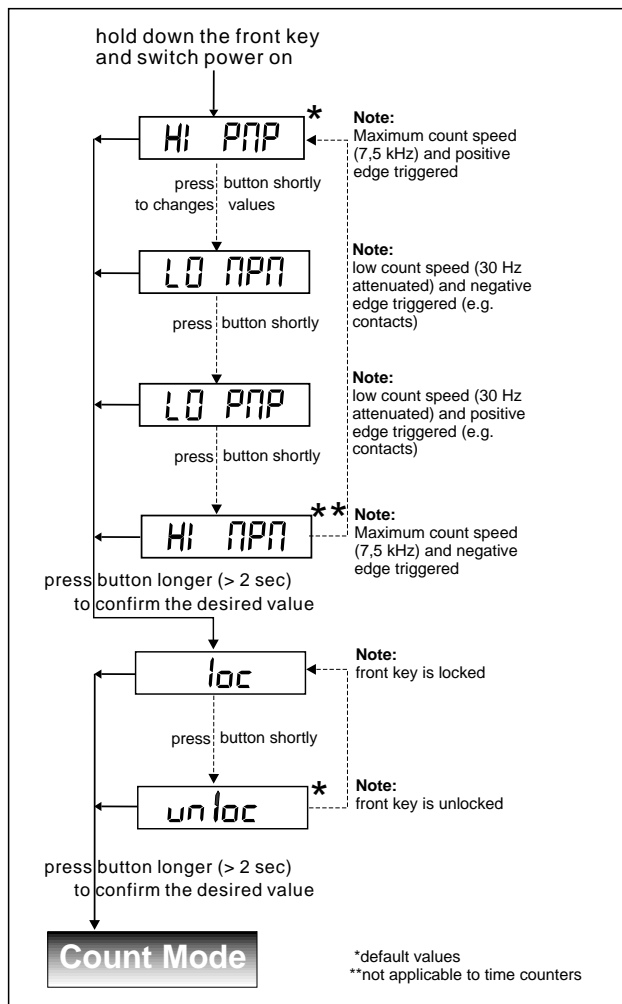 hold down the front key
and switch power on
HI PNP *
Note:
Maximum count speed
(7,5 kHz) and positive
edge triggered
press button shortly
to changes values
LO NPN
Note:
low count speed (30 Hz
attenuated) and negative
edge triggered (e.g.
contacts)
press button shortly
LO PNP
Note:
low count speed (30 Hz
attenuated) and positive
edge triggered (e.g.
contacts)
press button shortly
HI NPN **
Note:
Maximum count speed
(7,5 kHz) and negative
edge triggered
press button longer (> 2 sec)
to confirm the desired value
loc
Note:
front key is locked
press button shortly
unloc *
Note:
front key is unlocked
press button longer (> 2 sec)
to confirm the desired value
Count Mode
*default values
**not applicable to time counters